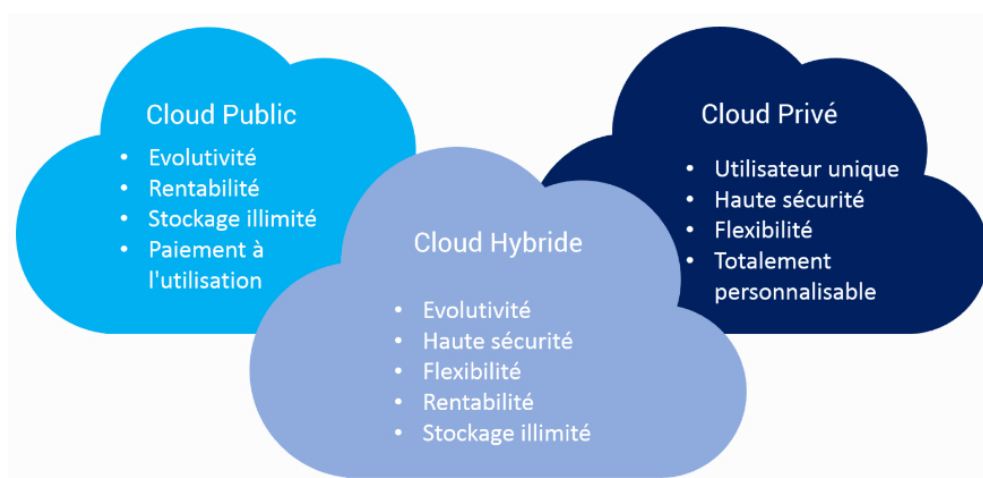 Cloud Public
• Evolutivité
• Rentabilité
• Stockage illimité
• Paiement à
l'utilisation
Cloud Privé
• Utilisateur unique
• Haute sécurité
• Flexibilité
• Totalement
personnalisable
Cloud Hybride
• Evolutivité
• Haute sécurité
• Flexibilité
• Rentabilité
• Stockage illimité